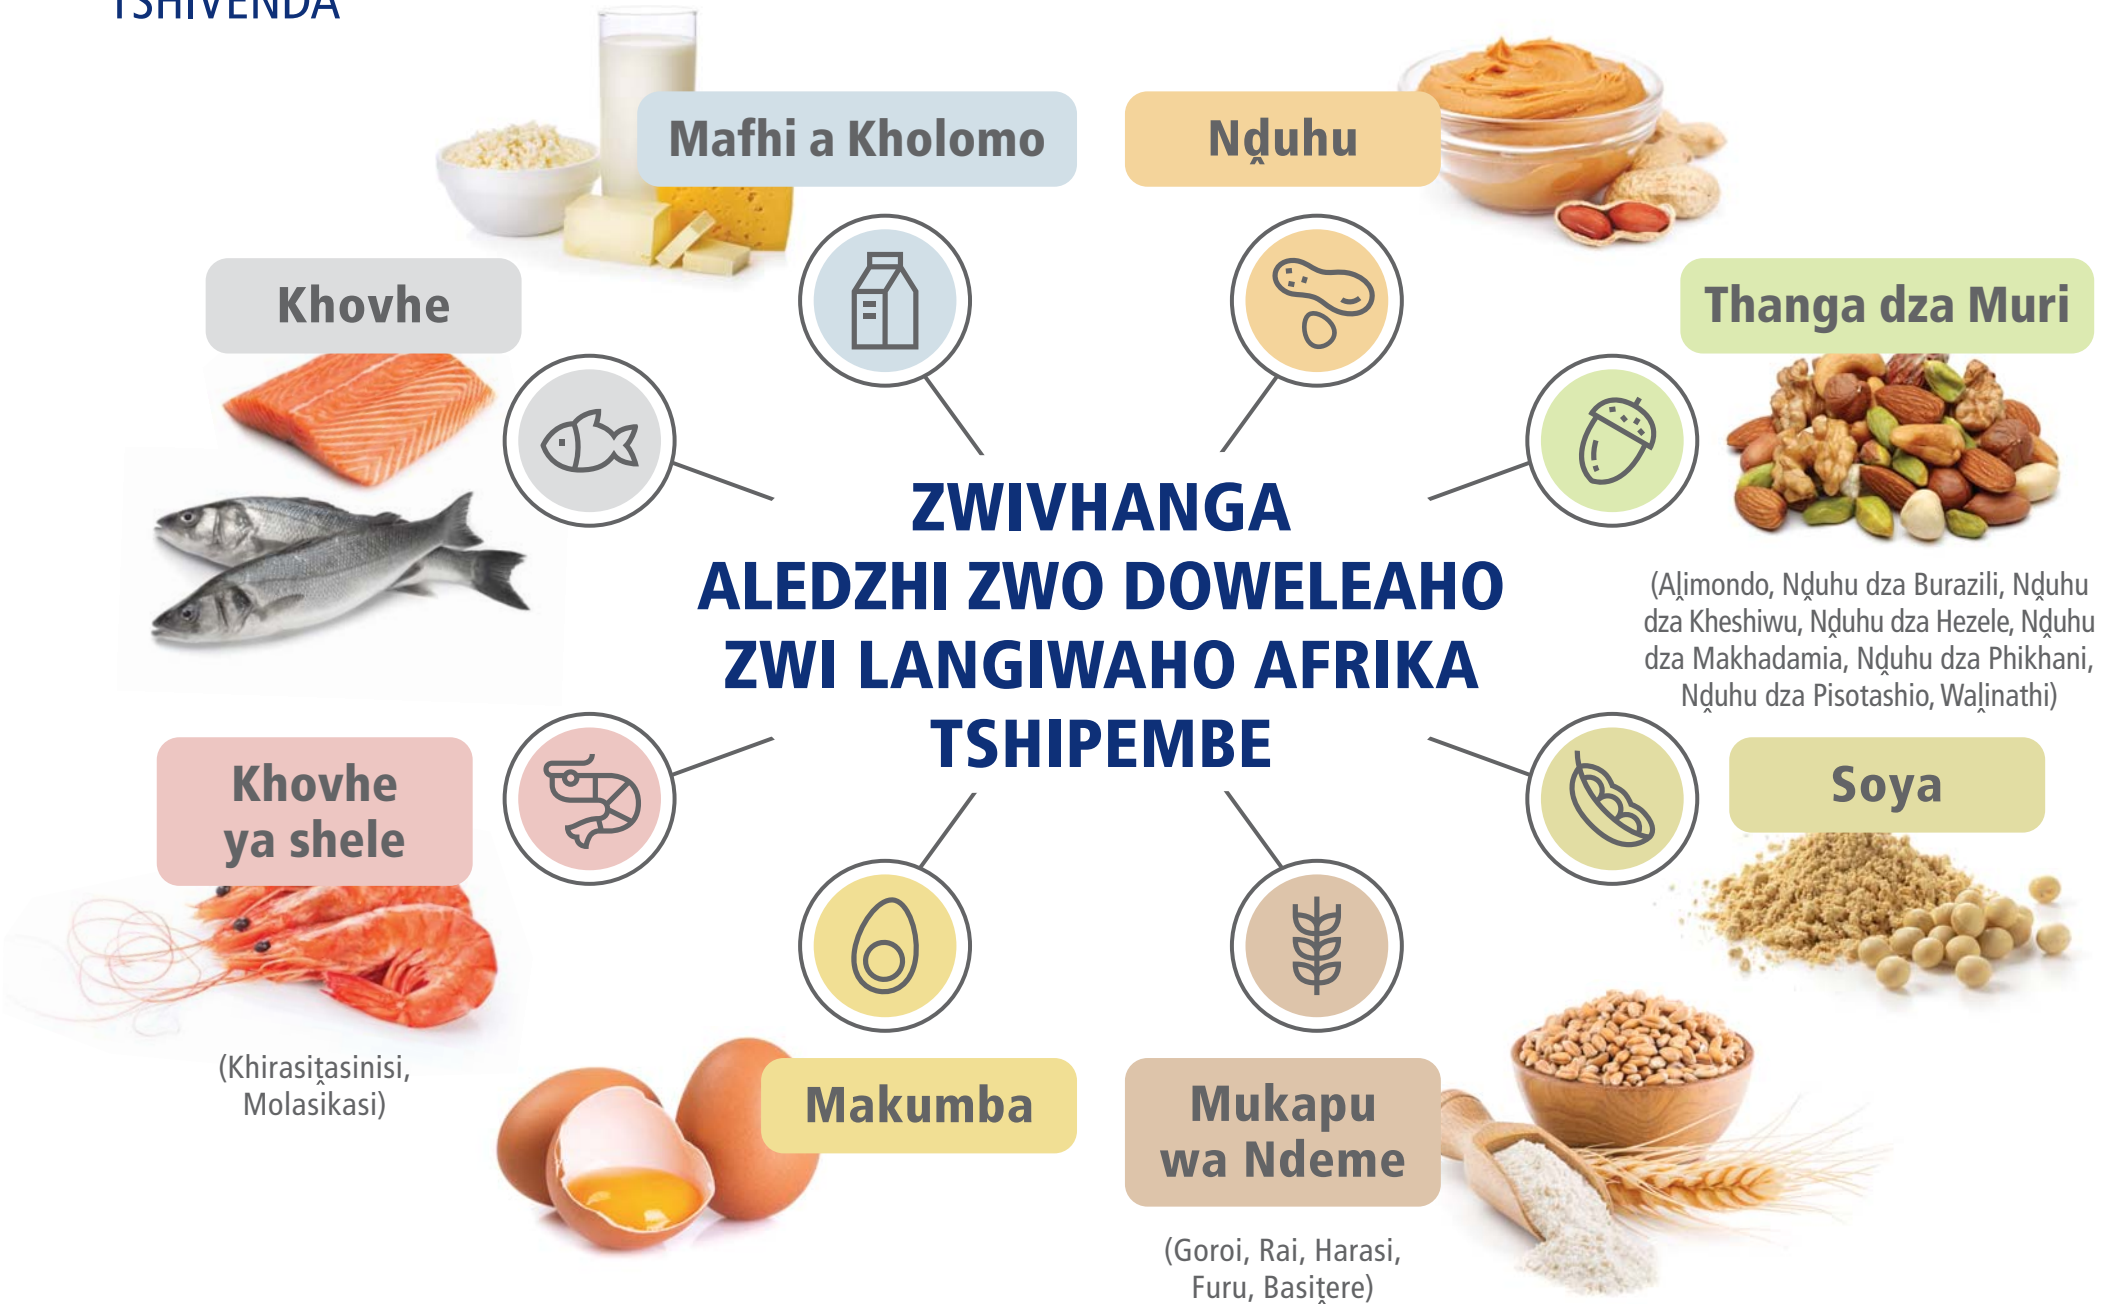 TSHIVENDA
Mafhi a Kholomo
Nḓuhu
Khovhe
Thanga dza Muri
ZWIVHANGA
ALEDZHI ZWO DOWELEAHO
ZWI LANGIWAHO AFRIKA
TSHIPEMBE
(Aḽimondo, Nḓuhu dza Burazili, Nḓuhu
dza Kheshiwu, Nḓuhu dza Hezele, Nḓuhu
dza Makhadamia, Nḓuhu dza Phikhani,
Nḓuhu dza Pisotashio, Waḽinathi)
Khovhe
ya shele
Soya
(Khirasiṱasinisi,
Molasikasi)
Makumba
Mukapu
wa Ndeme
(Goroi, Rai, Harasi,
Furu, Basiṱere)